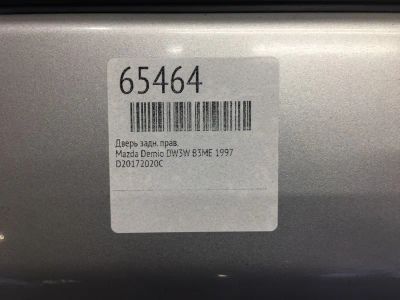 65464
Дверь задн. прав.
Mazda Demio DW3W B3ME 1997
D20172020C